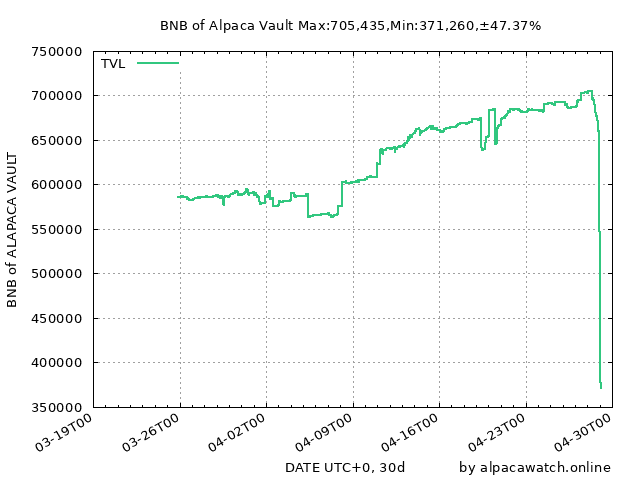 BNB of Alpaca Vault Max:705,435,Min:371,260,±47.37%
TVL
750000
700000
650000
600000
550000
500000
450000
400000
350000
BNB of ALAPACA VAULT
03-19T00 03-26T00 04-02T00 04-09T00 04-16T00 04-23T00 04-30T00
DATE UTC+0, 30d by alpacawatch.online